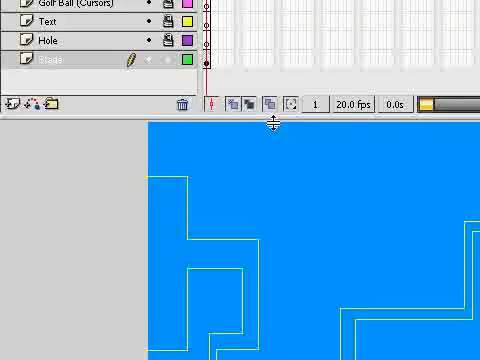 Golf Ball (Cursors)
Text
Hole
Stage
1 20.0 fps 0.0s